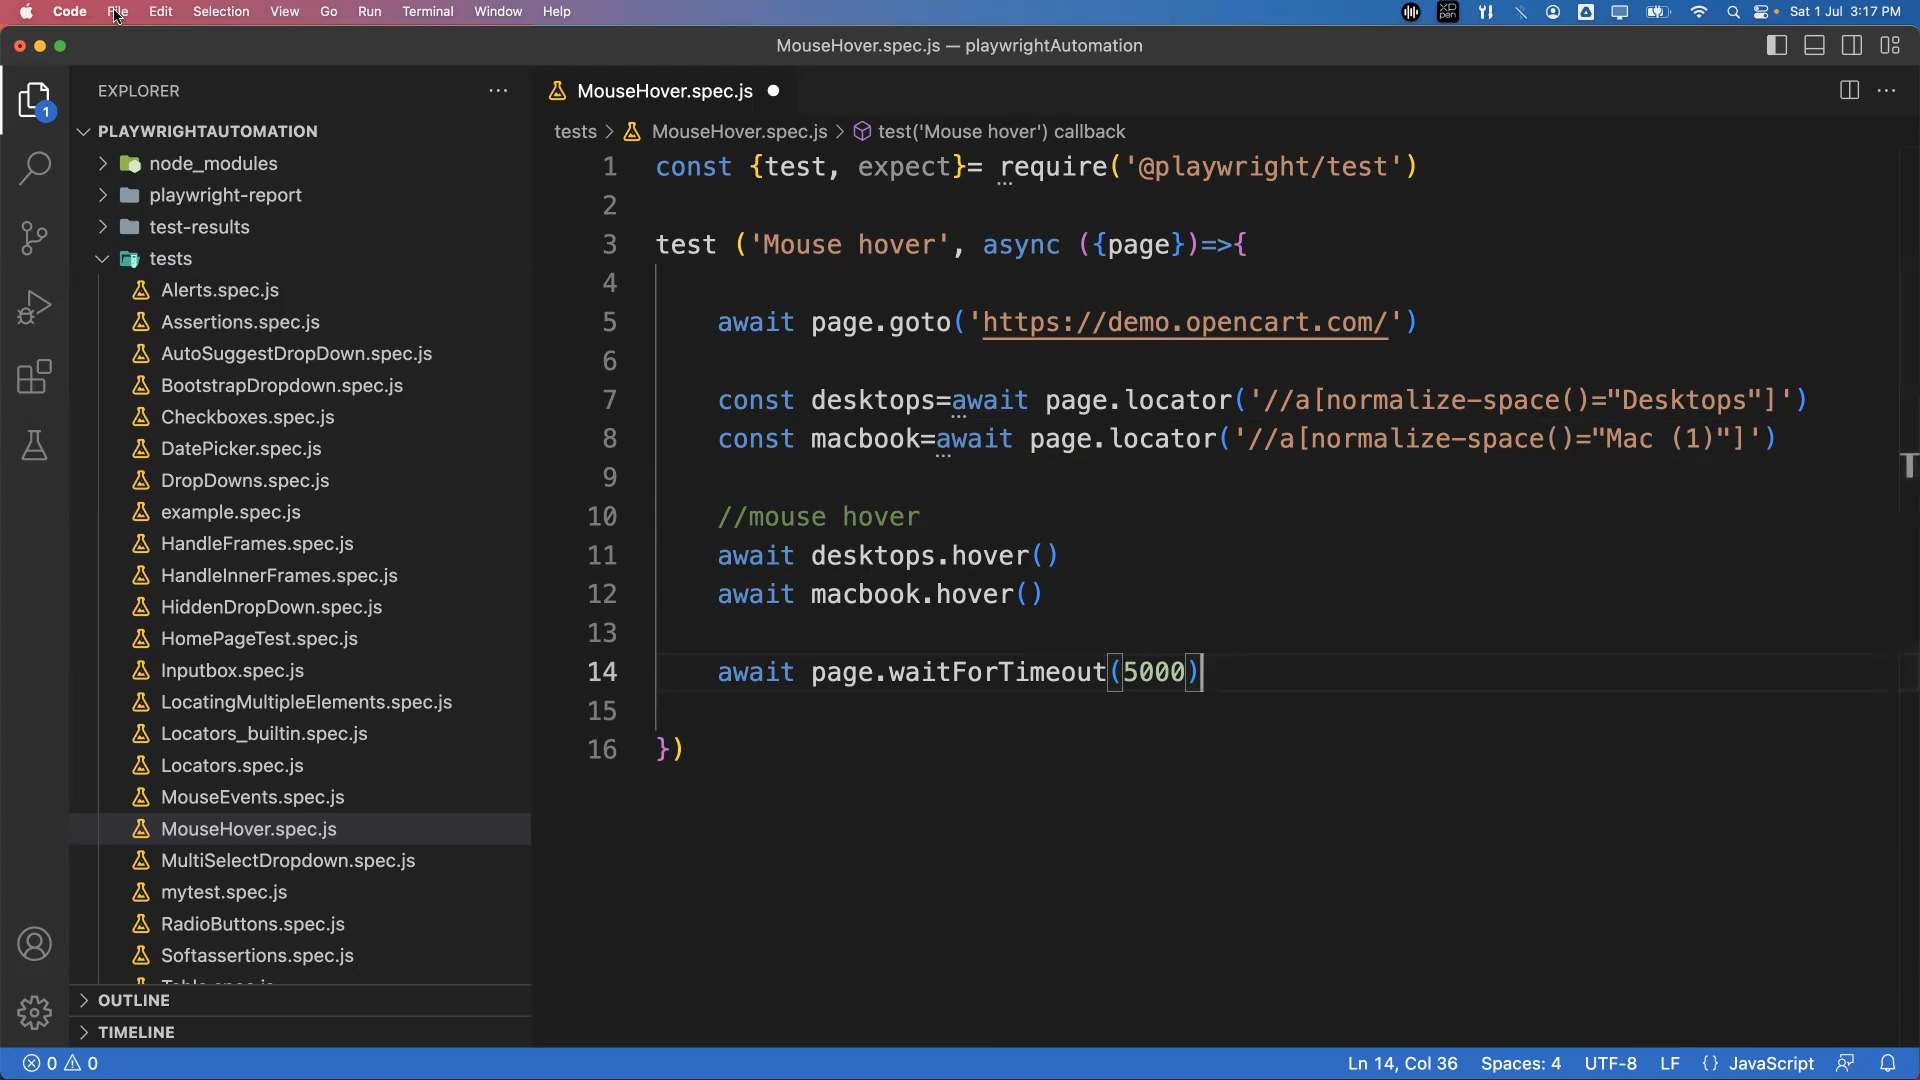 Code File Edit Selection View Go Run Terminal Window Help
XP PEN
Sat 1 Jul 3:17 PM
MouseHover.spec.js — playwrightAutomation
EXPLORER
1
PLAYWRIGHTAUTOMATION
node_modules
playwright-report
test-results
tests
Alerts.spec.js
Assertions.spec.js
AutoSuggestDropDown.spec.js
BootstrapDropdown.spec.js
Checkboxes.spec.js
DatePicker.spec.js
DropDowns.spec.js
example.spec.js
HandleFrames.spec.js
HandleInnerFrames.spec.js
HiddenDropDown.spec.js
HomePageTest.spec.js
Inputbox.spec.js
LocatingMultipleElements.spec.js
Locators_builtin.spec.js
Locators.spec.js
MouseEvents.spec.js
MouseHover.spec.js
MultiSelectDropdown.spec.js
mytest.spec.js
RadioButtons.spec.js
Softassertions.spec.js
OUTLINE
TIMELINE
MouseHover.spec.js
tests > MouseHover.spec.js > test('Mouse hover') callback
1 const {test, expect}= require('@playwright/test')
2
3 test ('Mouse hover', async ({page})=>{
4
5 await page.goto('https://demo.opencart.com/')
6
7 const desktops=await page.locator('//a[normalize-space()="Desktops"]')
8 const macbook=await page.locator('//a[normalize-space()="Mac (1)"]')
9
10 //mouse hover
11 await desktops.hover()
12 await macbook.hover()
13
14 await page.waitForTimeout(5000)
15
16 })
T
0 0
Ln 14, Col 36 Spaces: 4 UTF-8 LF {} JavaScript